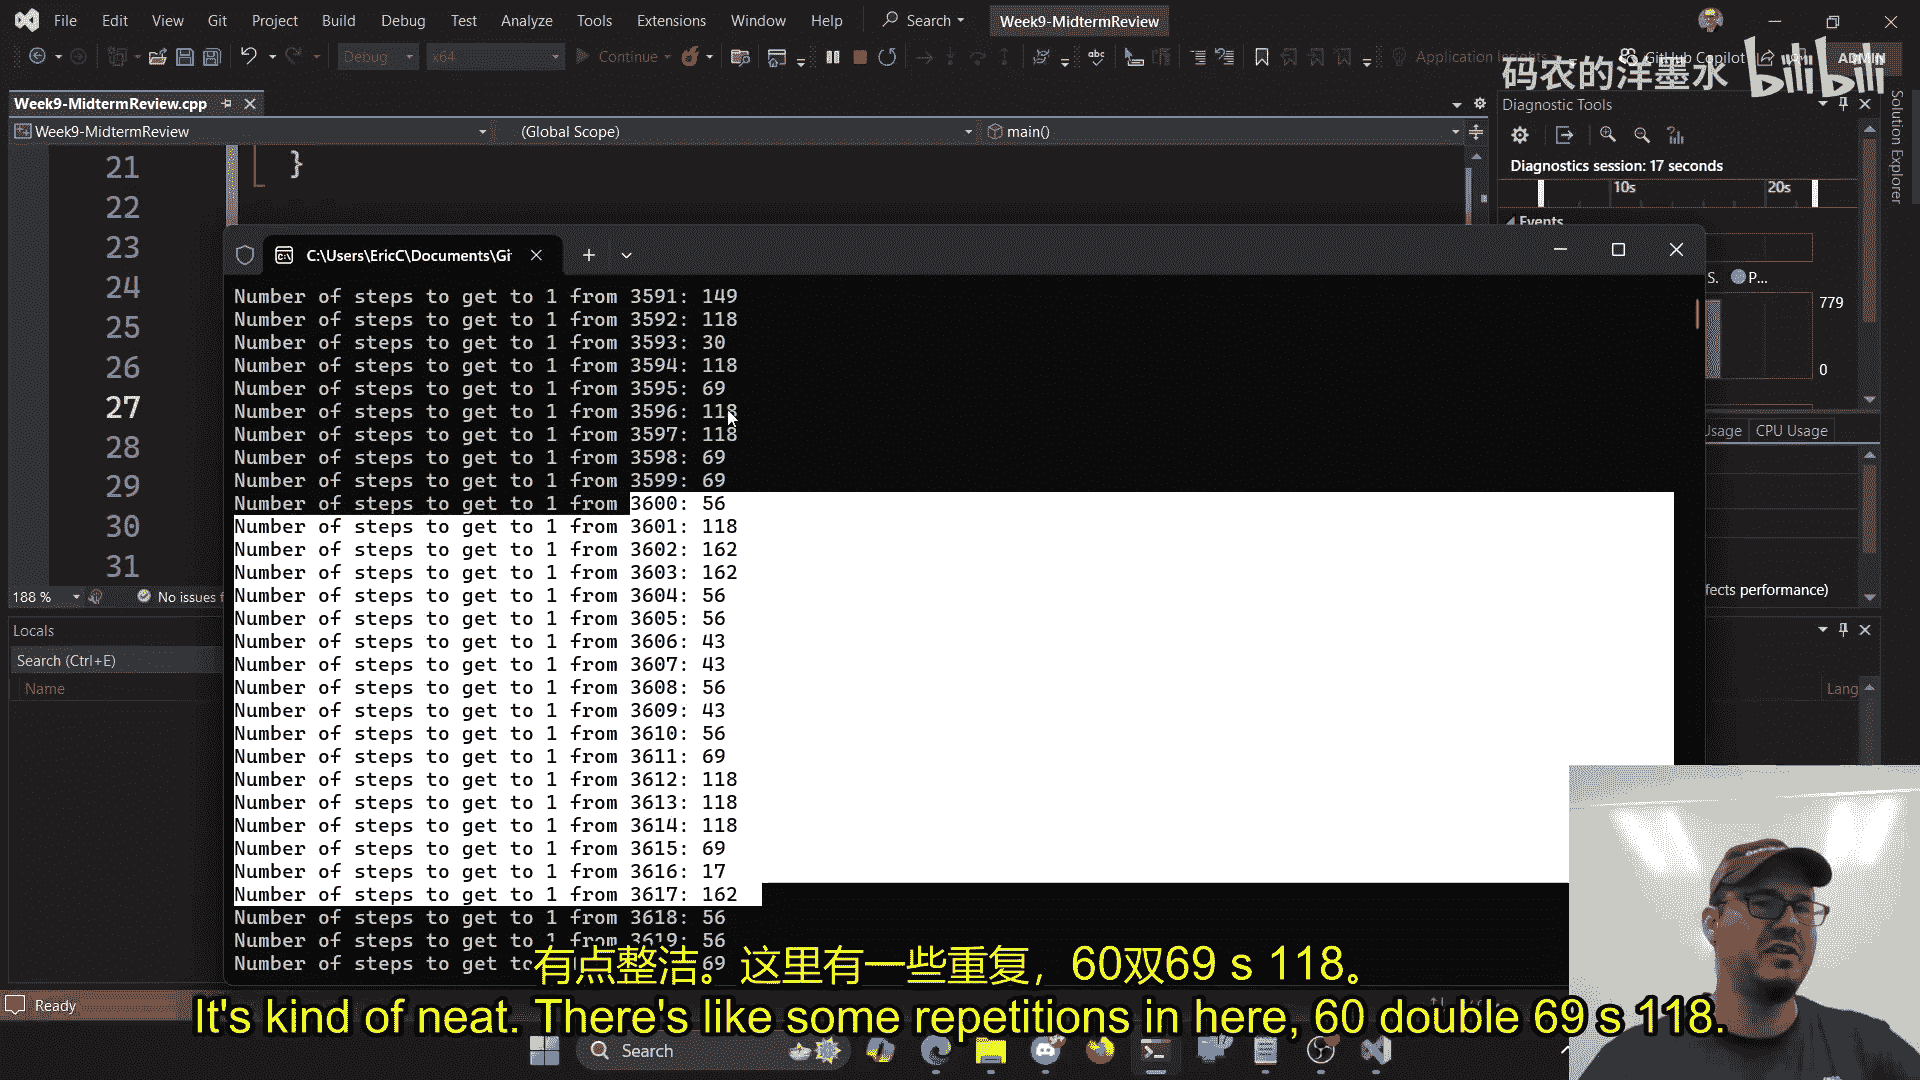 File Edit View Git Project Build Debug Test Analyze Tools Extensions Window Help Search Week9-MidtermReview
Debug x64 Continue Application Insights GitHub Copilot ADMIN
码农的洋墨水 bilibili
Week9-MidtermReview.cpp
Diagnostic Tools
Week9-MidtermReview (Global Scope) main()
Solution Explorer
Diagnostics session: 17 seconds
10s 20s
Events
S. P...
779
0
Usage CPU Usage
fects performance)
21 }
22
23
24
25
26
27
28
29
30
31
C:\Users\EricC\Documents\Gi
Number of steps to get to 1 from 3591: 149
Number of steps to get to 1 from 3592: 118
Number of steps to get to 1 from 3593: 30
Number of steps to get to 1 from 3594: 118
Number of steps to get to 1 from 3595: 69
Number of steps to get to 1 from 3596: 118
Number of steps to get to 1 from 3597: 118
Number of steps to get to 1 from 3598: 69
Number of steps to get to 1 from 3599: 69
Number of steps to get to 1 from 3600: 56
Number of steps to get to 1 from 3601: 118
Number of steps to get to 1 from 3602: 162
Number of steps to get to 1 from 3603: 162
Number of steps to get to 1 from 3604: 56
Number of steps to get to 1 from 3605: 56
Number of steps to get to 1 from 3606: 43
Number of steps to get to 1 from 3607: 43
Number of steps to get to 1 from 3608: 56
Number of steps to get to 1 from 3609: 43
Number of steps to get to 1 from 3610: 56
Number of steps to get to 1 from 3611: 69
Number of steps to get to 1 from 3612: 118
Number of steps to get to 1 from 3613: 118
Number of steps to get to 1 from 3614: 118
Number of steps to get to 1 from 3615: 69
Number of steps to get to 1 from 3616: 17
Number of steps to get to 1 from 3617: 162
Number of steps to get to 1 from 3618: 56
Number of steps to get to 1 from 3619: 56
Number of steps to get t 69
188 % No issues f
Locals
Search (Ctrl+E)
Name Lang
有点整洁。这里有一些重复，60双69 s 118。
It's kind of neat. There's like some repetitions in here, 60 double 69 s 118.
Ready
Search